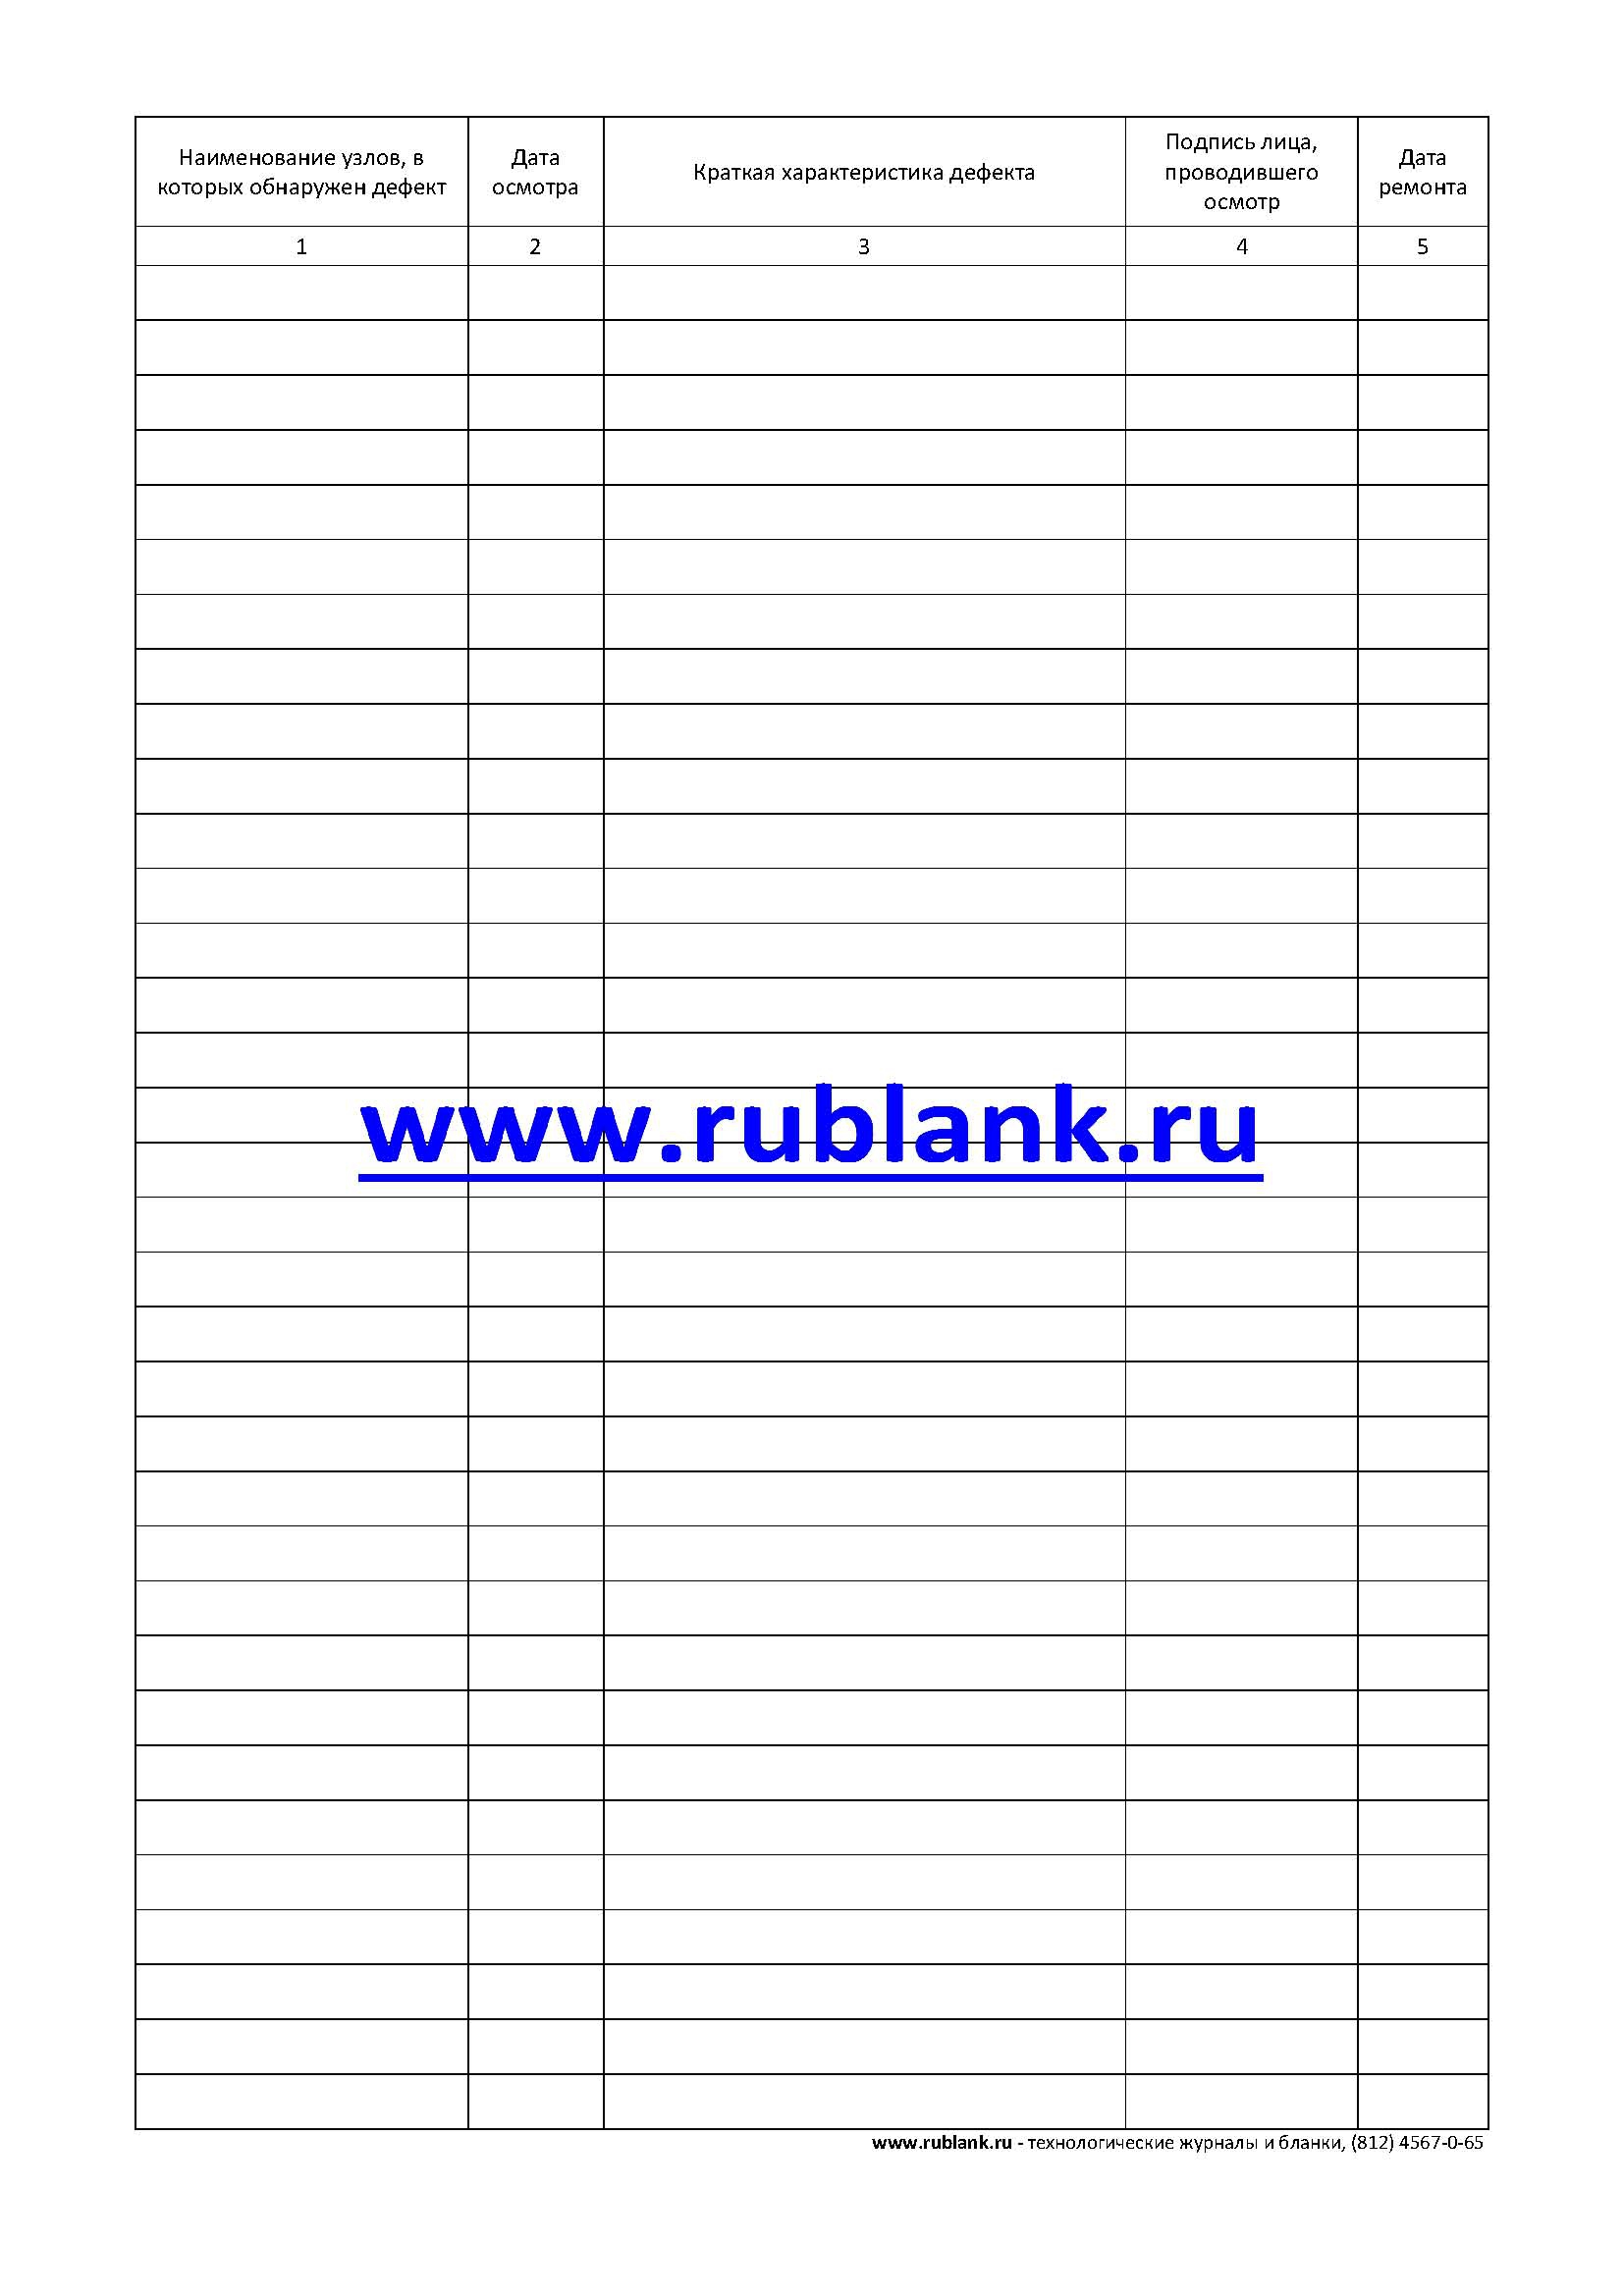 Наименование узлов, в
которых обнаружен дефект
Дата
осмотра
Краткая характеристика дефекта
Подпись лица,
проводившего
осмотр
Дата
ремонта
1
2
3
4
5
www.rublank.ru
www.rublank.ru - технологические журналы и бланки, (812) 4567-0-65